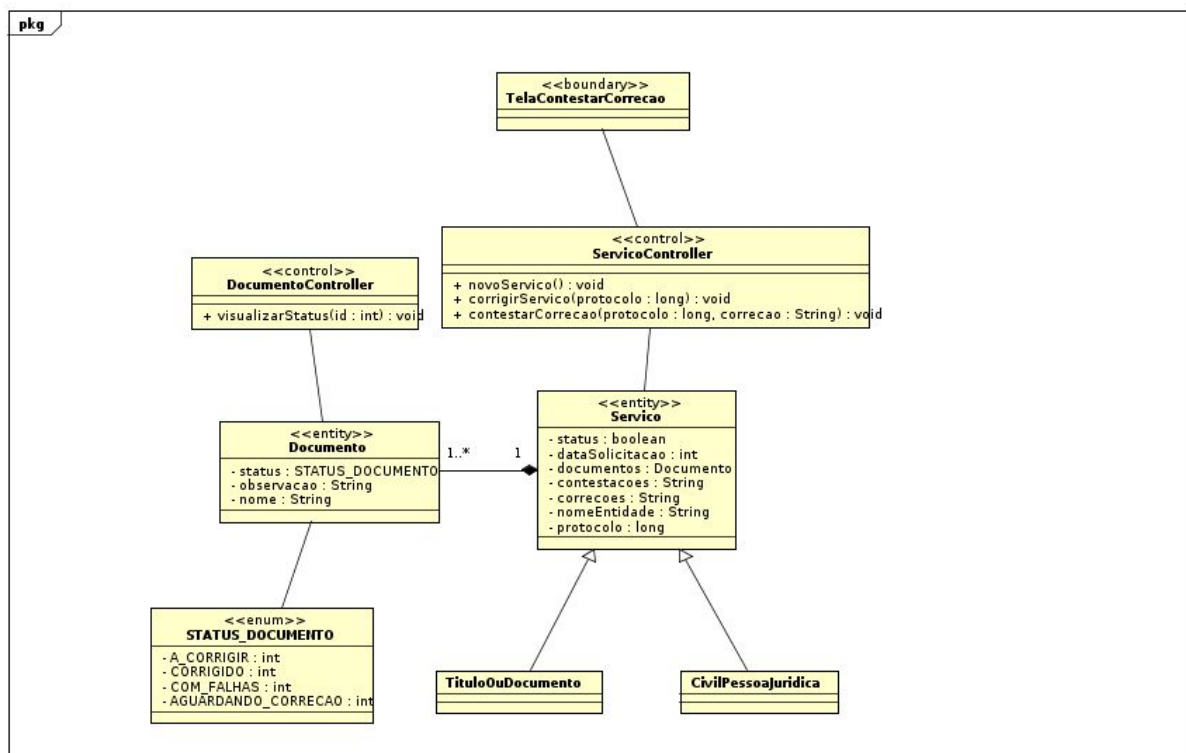 pkg
<<boundary>>
TelaContestarCorrecao
<<control>>
ServicoController
+ novoServico() : void
+ corrigirServico(protocolo : long) : void
+ contestarCorrecao(protocolo : long, correcao : String) : void
<<control>>
DocumentoController
+ visualizarStatus(id : int) : void
<<entity>>
Servico
- status : boolean
- dataSolicitacao : int
- documentos : Documento
- contestacoes : String
- correcoes : String
- nomeEntidade : String
- protocolo : long
<<entity>>
Documento
- status : STATUS_DOCUMENTO
- observacao : String
- nome : String
1..*
1
<<enum>>
STATUS_DOCUMENTO
- A_CORRIGIR : int
- CORRIGIDO : int
- COM_FALHAS : int
- AGUARDANDO_CORRECAO : int
TituloOuDocumento
CivilPessoaJuridica